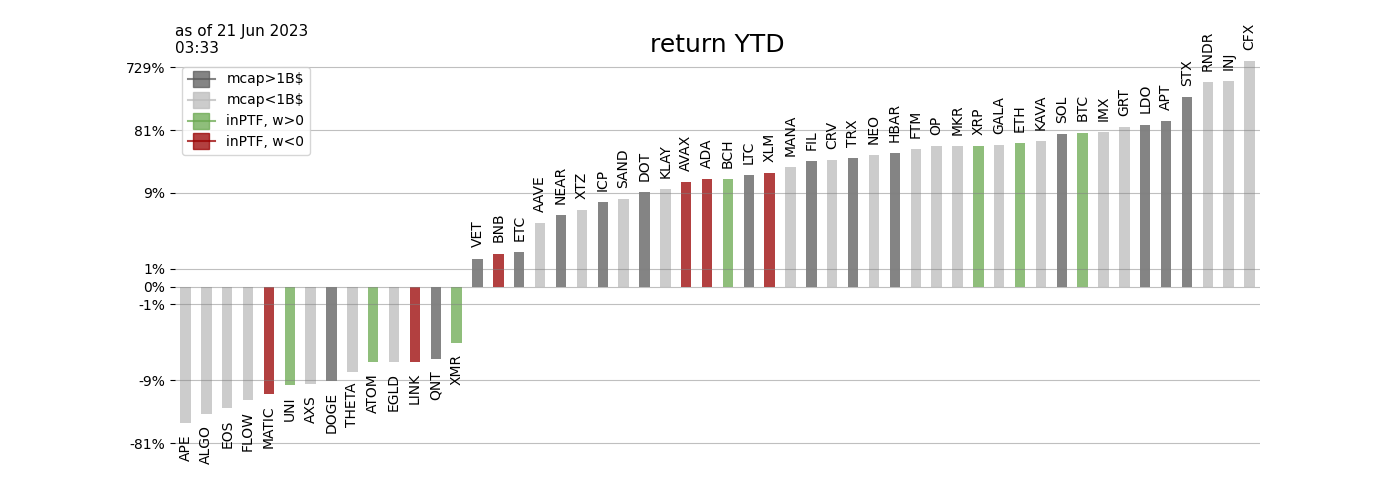 as of 21 Jun 2023
03:33
return YTD
729%
81%
9%
1%
0%
-1%
-9%
-81%
mcap>1B$
mcap<1B$
inPTF, w>0
inPTF, w<0
APE
ALGO
EOS
FLOW
MATIC
UNI
AXS
DOGE
THETA
ATOM
EGLD
LINK
QNT
XMR
VET
BNB
ETC
AAVE
NEAR
XTZ
ICP
SAND
DOT
KLAY
AVAX
ADA
BCH
LTC
XLM
MANA
FIL
CRV
TRX
NEO
HBAR
FTM
OP
MKR
XRP
GALA
ETH
KAVA
SOL
BTC
IMX
GRT
LDO
APT
STX
RNDR
INJ
CFX